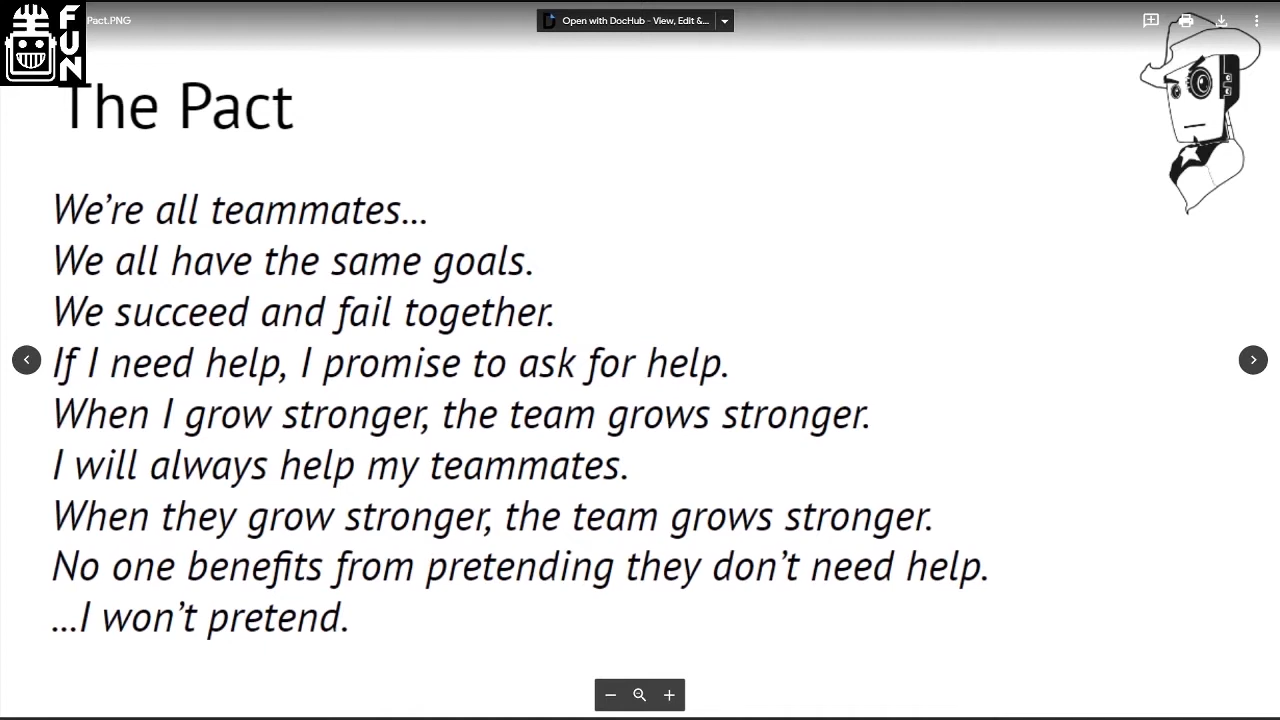 FUN
Pact.PNG
Open with DocHub - View, Edit &...
The Pact
We're all teammates...
We all have the same goals.
We succeed and fail together.
If I need help, I promise to ask for help.
When I grow stronger, the team grows stronger.
I will always help my teammates.
When they grow stronger, the team grows stronger.
No one benefits from pretending they don't need help.
...I won't pretend.